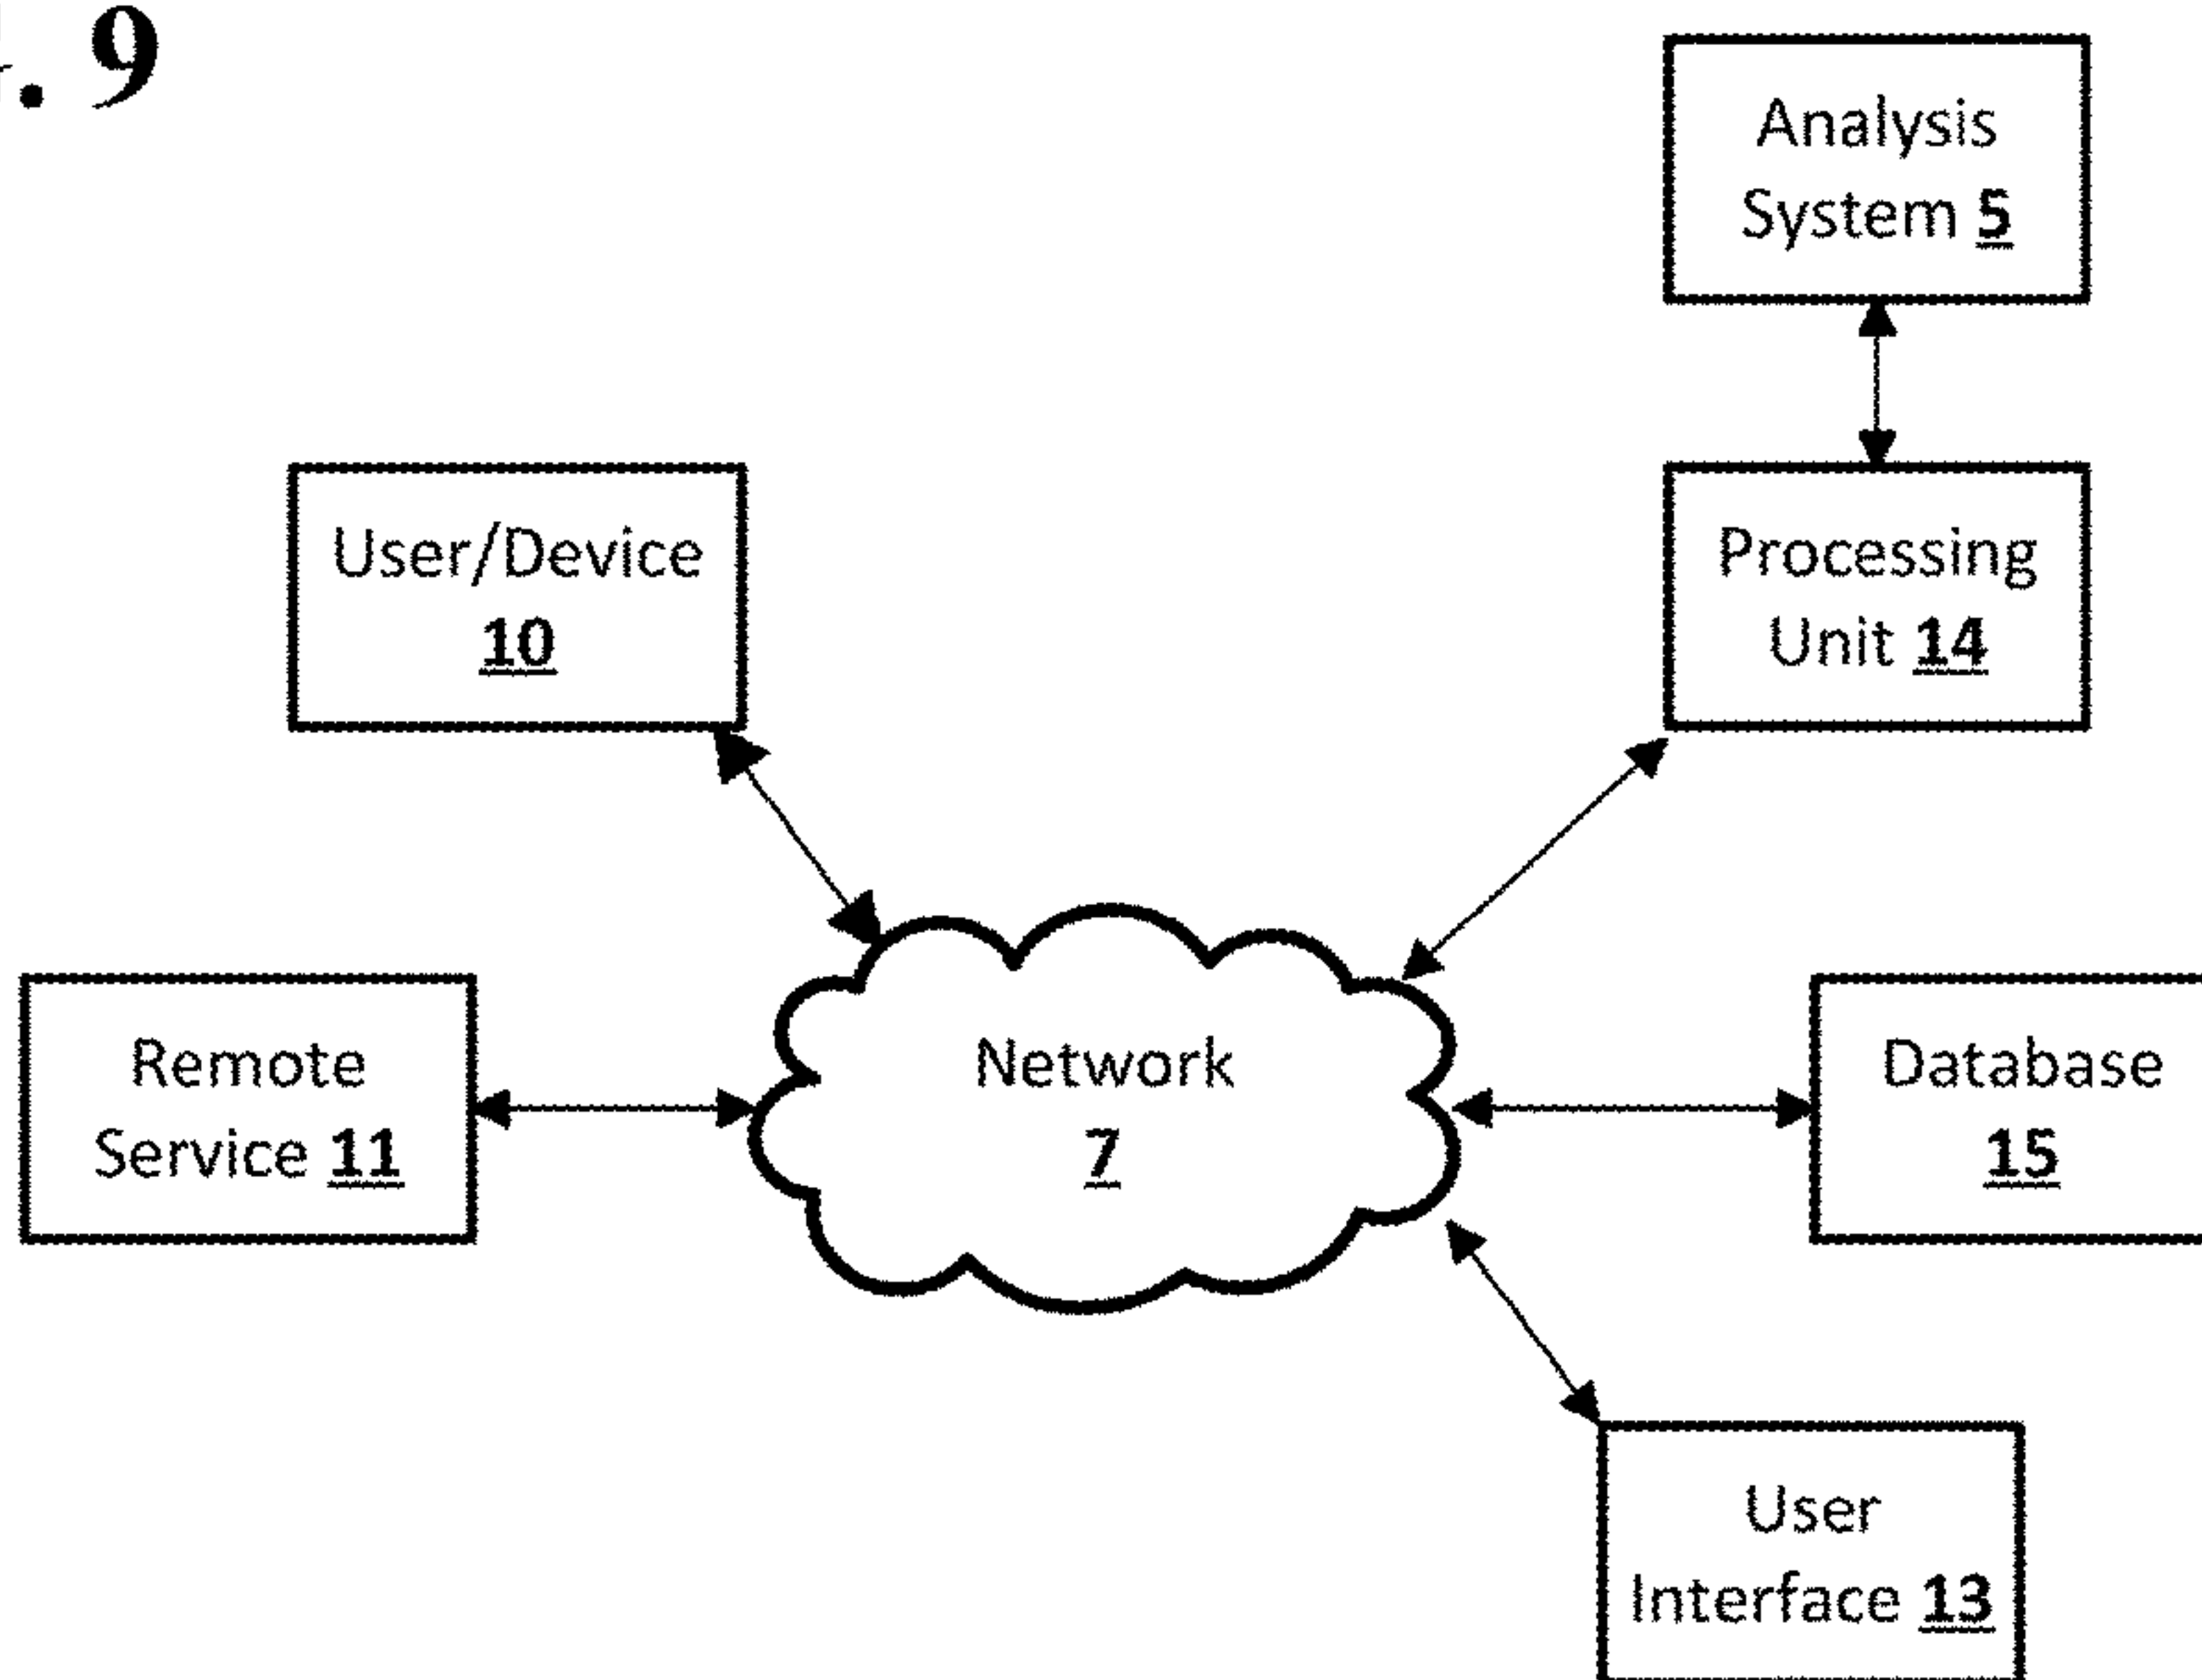 . 9
Analysis
System 5
User/Device
10
Processing
Unit 14
Remote
Service 11
Network
7
Database
15
User
Interface 13